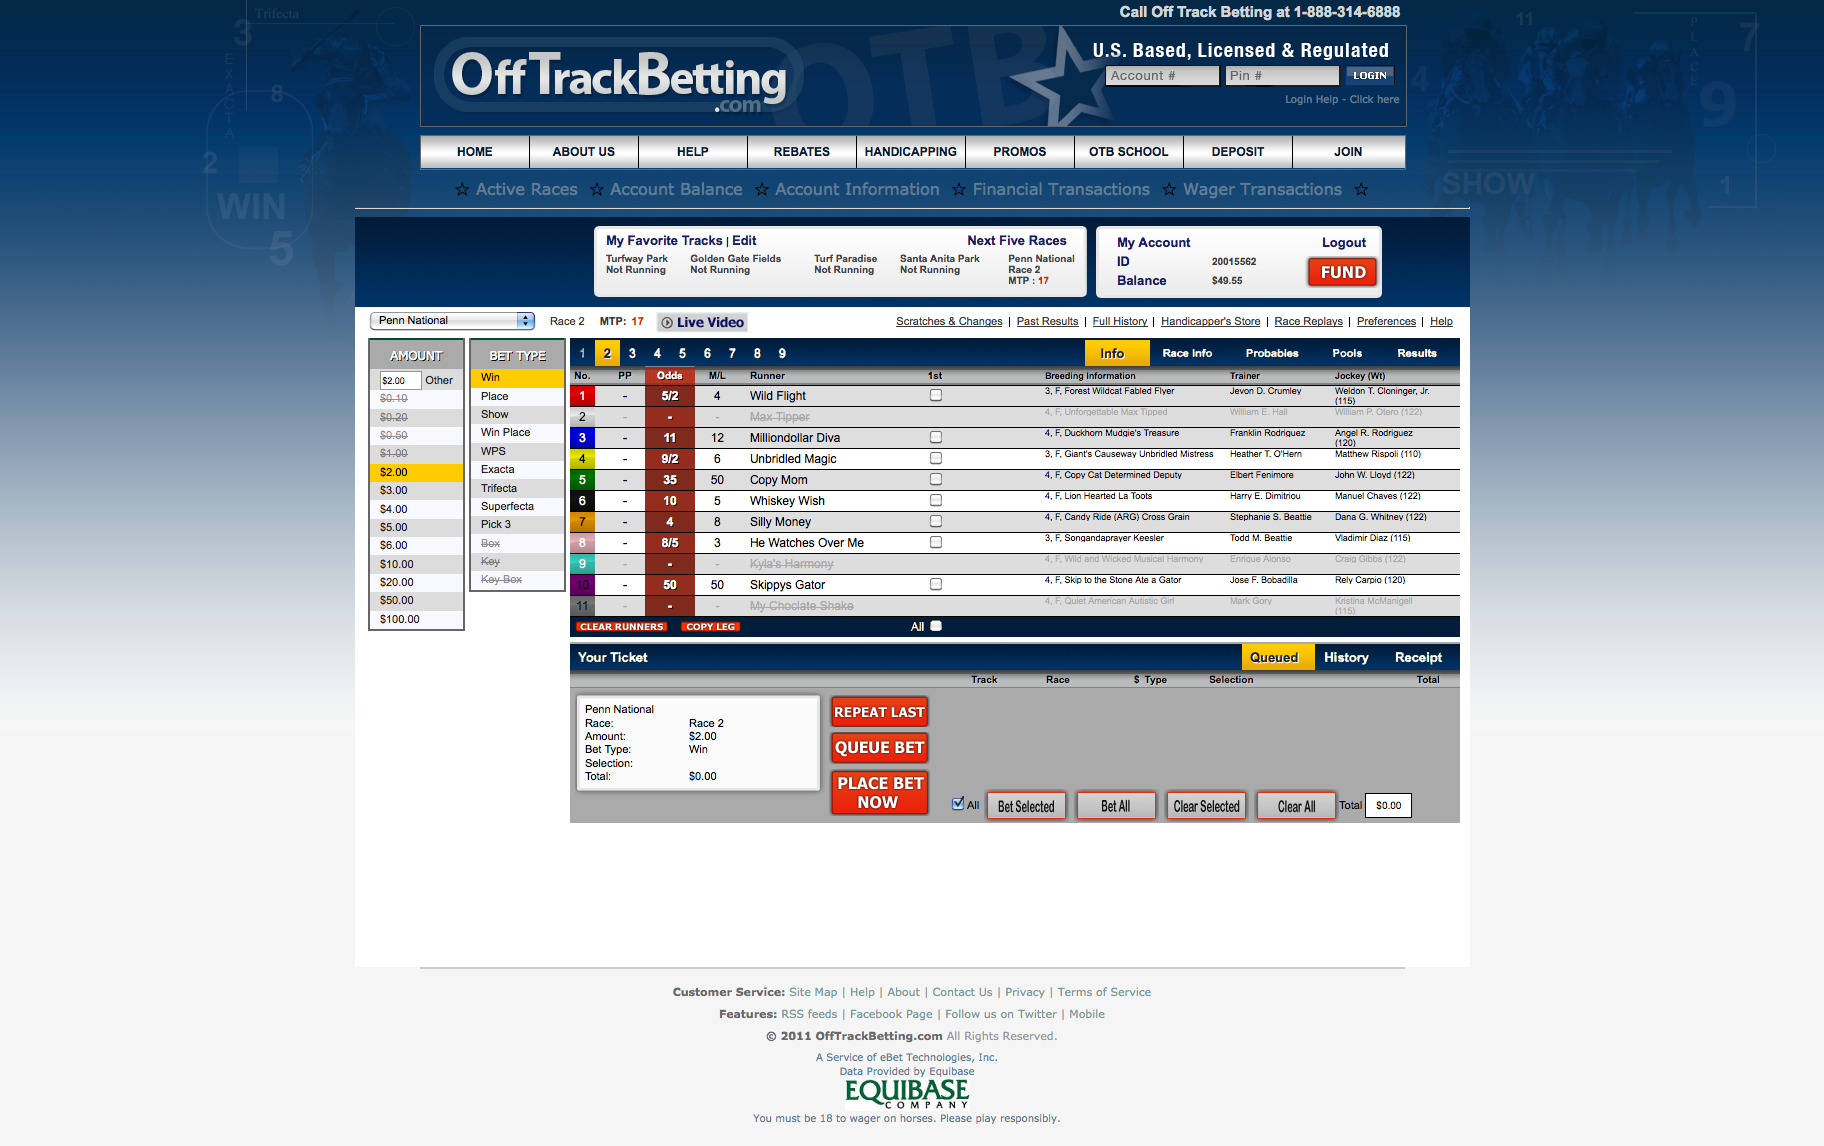 Call Off Track Betting at 1-888-314-6888
Trifecta
3
EXACTA
8
2
WIN
5
OTB
OffTrackBetting
.com
U.S. Based, Licensed & Regulated
Account # Pin # LOGIN
Login Help - Click here
11
PLACE
7
4
9
SHOW
1
HOME ABOUT US HELP REBATES HANDICAPPING PROMOS OTB SCHOOL DEPOSIT JOIN
☆ Active Races ☆ Account Balance ☆ Account Information ☆ Financial Transactions ☆ Wager Transactions ☆
My Favorite Tracks | Edit Next Five Races
Turfway Park Golden Gate Fields Turf Paradise Santa Anita Park Penn National
Not Running Not Running Not Running Not Running Race 2
MTP : 17
My Account Logout
ID 20015562
Balance $49.55
FUND
Penn National Race 2 MTP: 17 Live Video
Scratches & Changes | Past Results | Full History | Handicapper's Store | Race Replays | Preferences | Help
AMOUNT
$2.00 Other
$0.10
$0.20
$0.50
$1.00
$2.00
$3.00
$4.00
$5.00
$6.00
$10.00
$20.00
$50.00
$100.00
BET TYPE
Win
Place
Show
Win Place
WPS
Exacta
Trifecta
Superfecta
Pick 3
Box
Key
Key Box
1 2 3 4 5 6 7 8 9 Info Race Info Probables Pools Results
No. PP Odds M/L Runner 1st Breeding Information Trainer Jockey (Wt)
1 - 5/2 4 Wild Flight 3, F, Forest Wildcat Fabled Flyer Jevon D. Crumley Weldon T. Cloninger, Jr. (115)
2 - - - Max Tipper 4, F, Unforgettable Max Tipped William E. Hall William P. Otero (122)
3 - 11 12 Milliondollar Diva 4, F, Duckhorn Mudgie's Treasure Franklin Rodriguez Angel R. Rodriguez (120)
4 - 9/2 6 Unbridled Magic 3, F, Giant's Causeway Unbridled Mistress Heather T. O'Hern Matthew Rispoli (110)
5 - 35 50 Copy Mom 4, F, Copy Cat Determined Deputy Elbert Fenimore John W. Lloyd (122)
6 - 10 5 Whiskey Wish 4, F, Lion Hearted La Toots Harry E. Dimitriou Manuel Chaves (122)
7 - 4 8 Silly Money 4, F, Candy Ride (ARG) Cross Grain Stephanie S. Beattie Dana G. Whitney (122)
8 - 8/5 3 He Watches Over Me 3, F, Songandaprayer Keesler Todd M. Beattie Vladimir Diaz (115)
9 - - - Kyla's Harmony 4, F, Wild and Wicked Musical Harmony Enrique Alonso Craig Gibbs (122)
10 - 50 50 Skippys Gator 4, F, Skip to the Stone Ate a Gator Jose F. Bobadilla Rely Carpio (120)
11 - - - My Choclate Shake 4, F, Quiet American Autistic Girl Mark Gory Kristina McManigell (115)
CLEAR RUNNERS COPY LEG All
Your Ticket Queued History Receipt
Track Race $ Type Selection Total
Penn National
Race: Race 2
Amount: $2.00
Bet Type: Win
Selection:
Total: $0.00
REPEAT LAST
QUEUE BET
PLACE BET NOW
All Bet Selected Bet All Clear Selected Clear All Total $0.00
Customer Service: Site Map | Help | About | Contact Us | Privacy | Terms of Service
Features: RSS feeds | Facebook Page | Follow us on Twitter | Mobile
© 2011 OffTrackBetting.com All Rights Reserved.
A Service of eBet Technologies, Inc.
Data Provided by Equibase
EQUIBASE
COMPANY
You must be 18 to wager on horses. Please play responsibly.